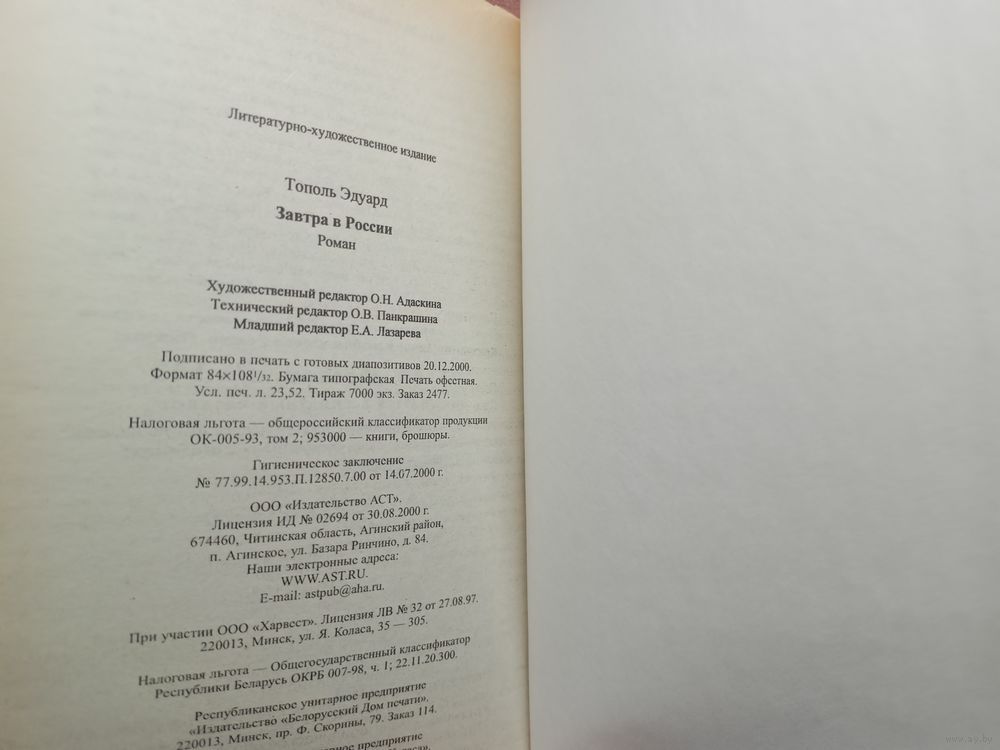 Литературно-художественное издание
Тополь Эдуард
Завтра в России
Роман
Художественный редактор О.Н. Адаскина
Технический редактор О.В. Панкрашина
Младший редактор Е.А. Лазарева
Подписано в печать с готовых диапозитивов 20.12.2000.
Формат 84×108¹/₃₂. Бумага типографская Печать офсетная.
Усл. печ. л. 23,52. Тираж 7000 экз. Заказ 2477.
Налоговая льгота — общероссийский классификатор продукции
ОК-005-93, том 2; 953000 — книги, брошюры.
Гигиеническое заключение
№ 77.99.14.953.П.12850.7.00 от 14.07.2000 г.
ООО «Издательство АСТ».
Лицензия ИД № 02694 от 30.08.2000 г.
674460, Читинская область, Агинский район,
п. Агинское, ул. Базара Ринчино, д. 84.
Наши электронные адреса:
WWW.AST.RU.
E-mail: astpub@aha.ru.
При участии ООО «Харвест». Лицензия ЛВ № 32 от 27.08.97.
220013, Минск, ул. Я. Коласа, 35 — 305.
Налоговая льгота — Общегосударственный классификатор
Республики Беларусь ОКРБ 007-98, ч. 1; 22.11.20.300.
Республиканское унитарное предприятие
«Издательство «Белорусский Дом печати».
220013, Минск, пр. Ф. Скорины, 79. Заказ 114.
предприятие
www.av.by